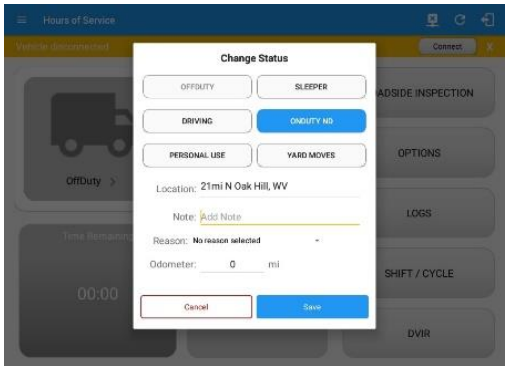 Hours of Service
Vehicle disconnected
Connect
X
Change Status
OFFDUTY
SLEEPER
DRIVING
ONDUTY ND
PERSONAL USE
YARD MOVES
Location: 21mi N Oak Hill, WV
Note: Add Note
Reason: No reason selected
Odometer: 0 mi
Cancel
Save
OffDuty >
Time Remaining
00:00
ADSIDE INSPECTION
OPTIONS
LOGS
SHIFT / CYCLE
DVIR